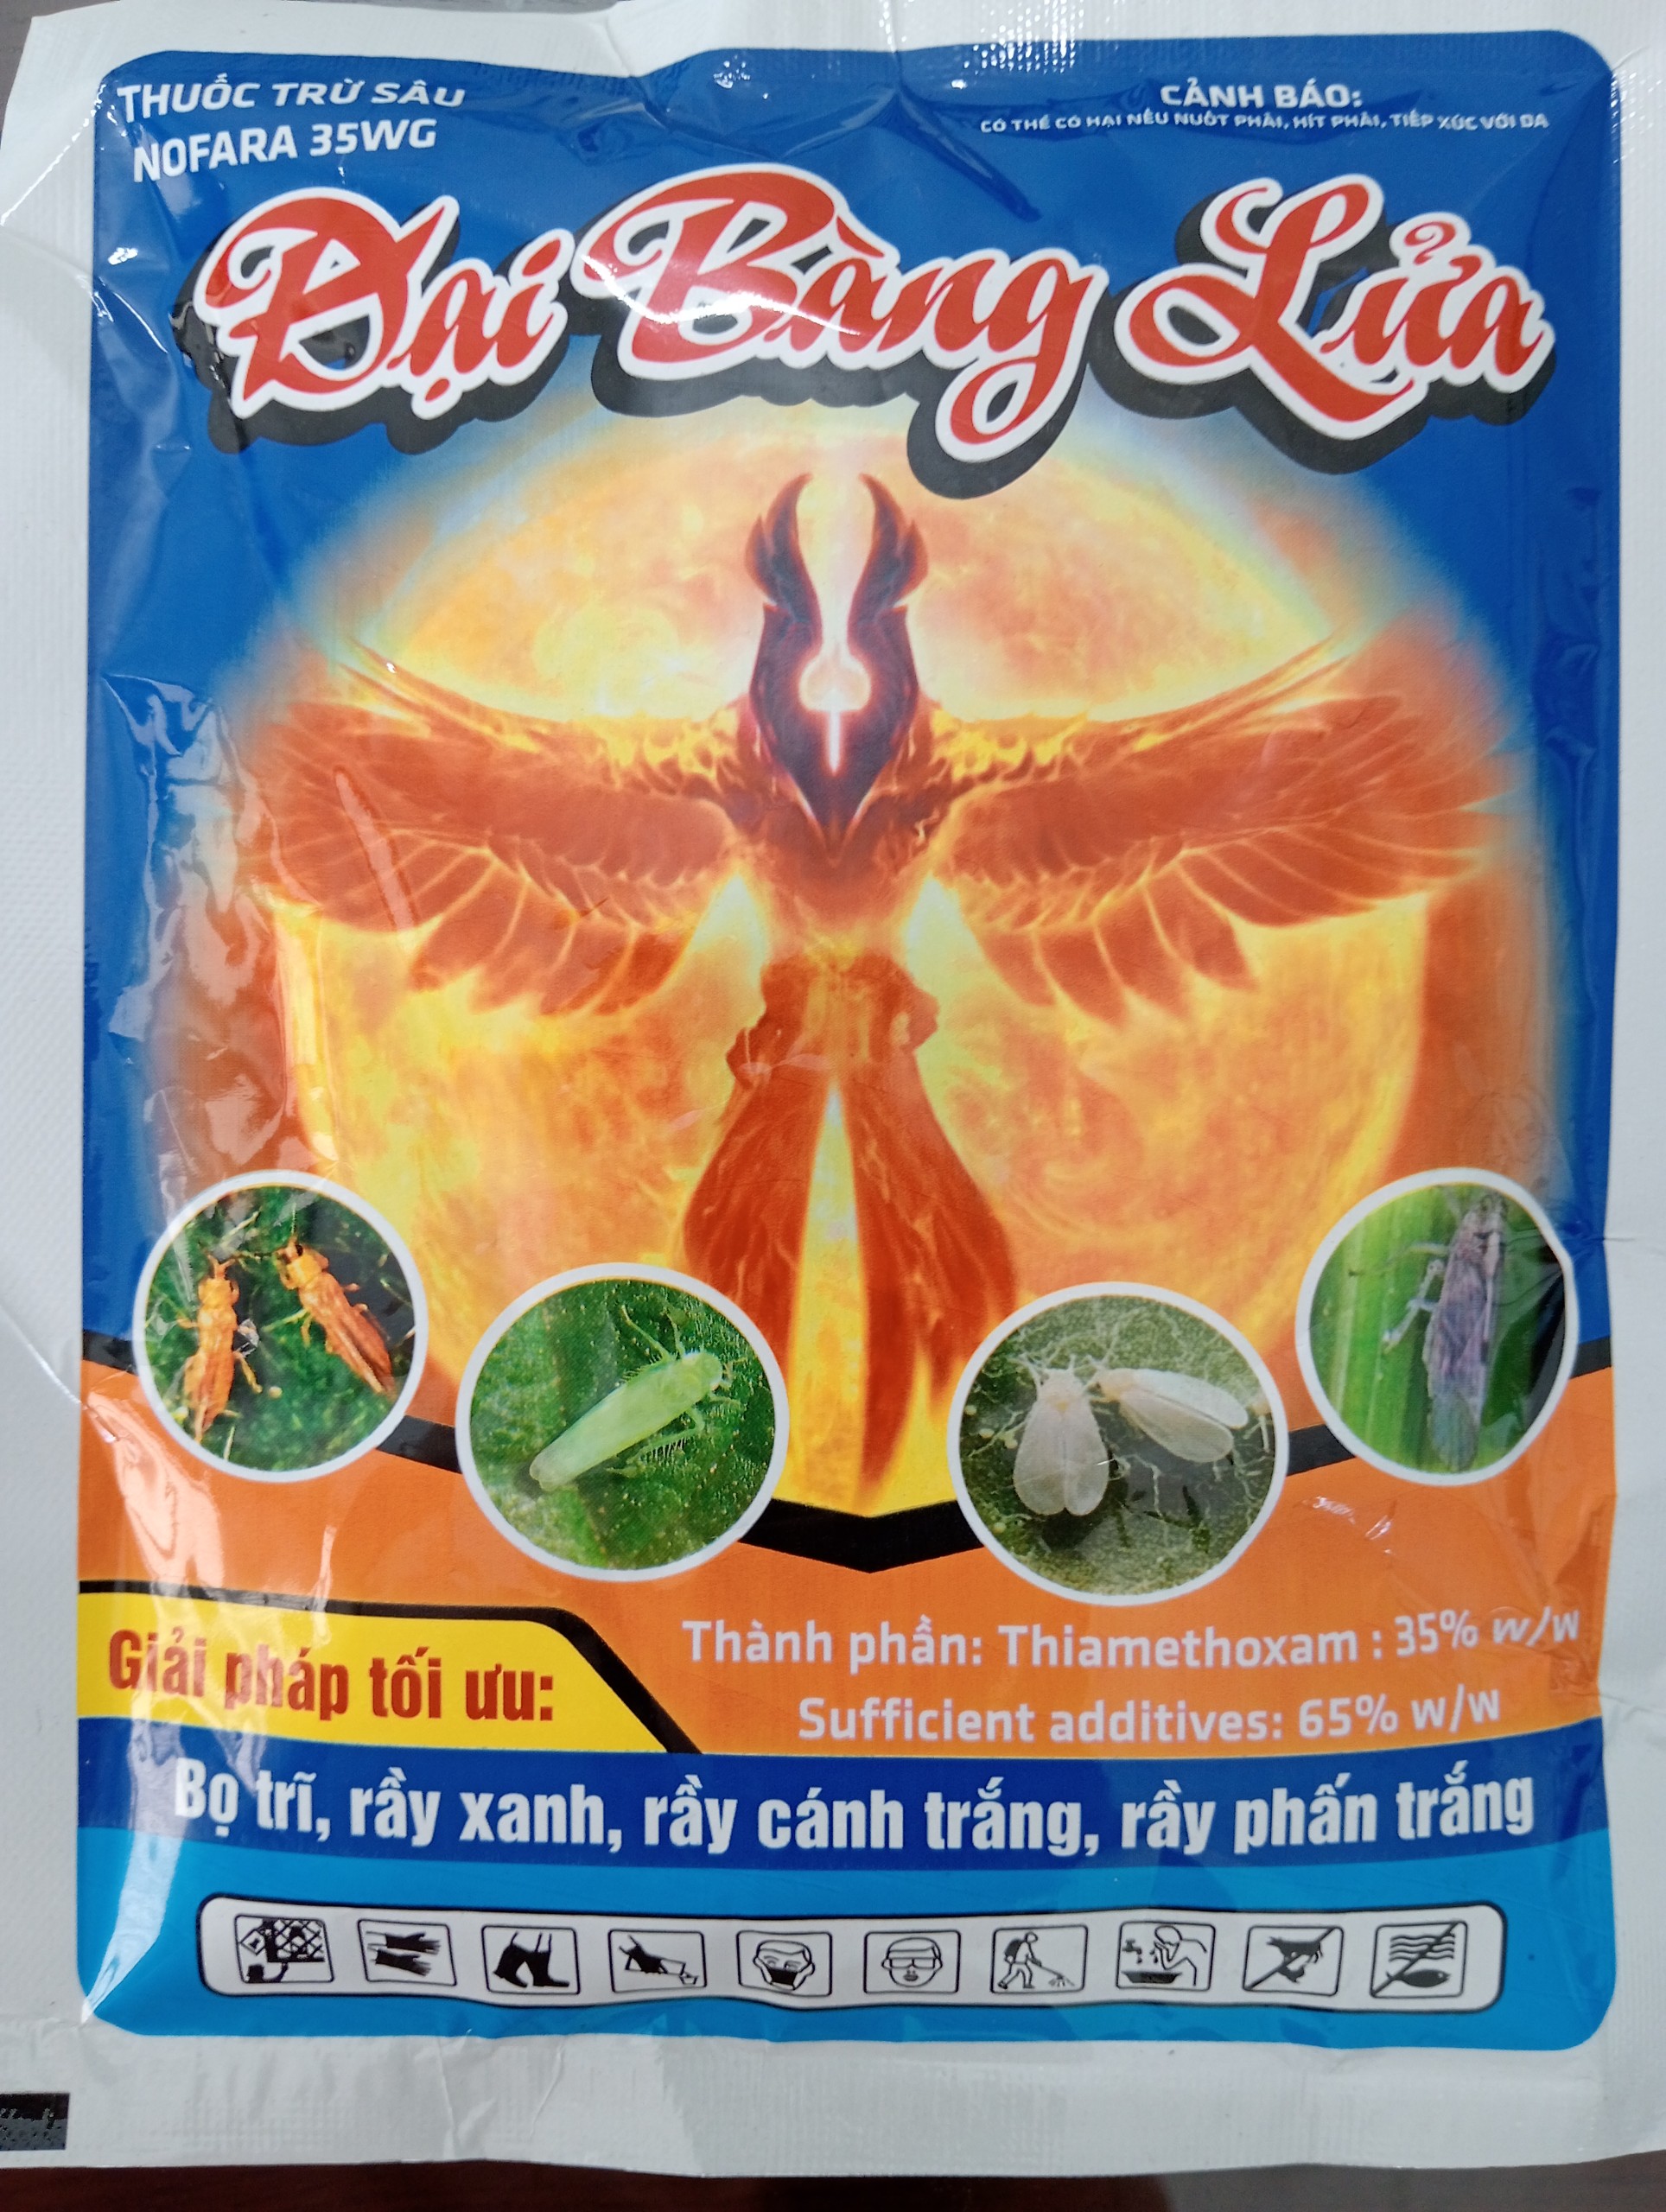 THUỐC TRỪ SÂU
NOFARA 35WG
CẢNH BÁO:
CÓ THỂ CÓ HẠI NẾU NUỐT PHẢI, HÍT PHẢI, TIẾP XÚC VỚI DA
Đại Bàng Lửa
Thành phần: Thiamethoxam : 35% w/w
Sufficient additives: 65% w/w
Giải pháp tối ưu:
Bọ trĩ, rầy xanh, rầy cánh trắng, rầy phấn trắng